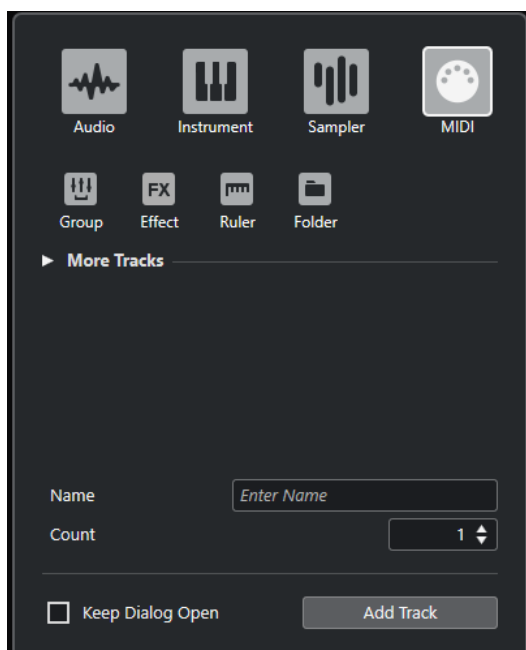 Audio Instrument Sampler MIDI
FX
Group Effect Ruler Folder
More Tracks
Name Enter Name
Count 1
Keep Dialog Open Add Track